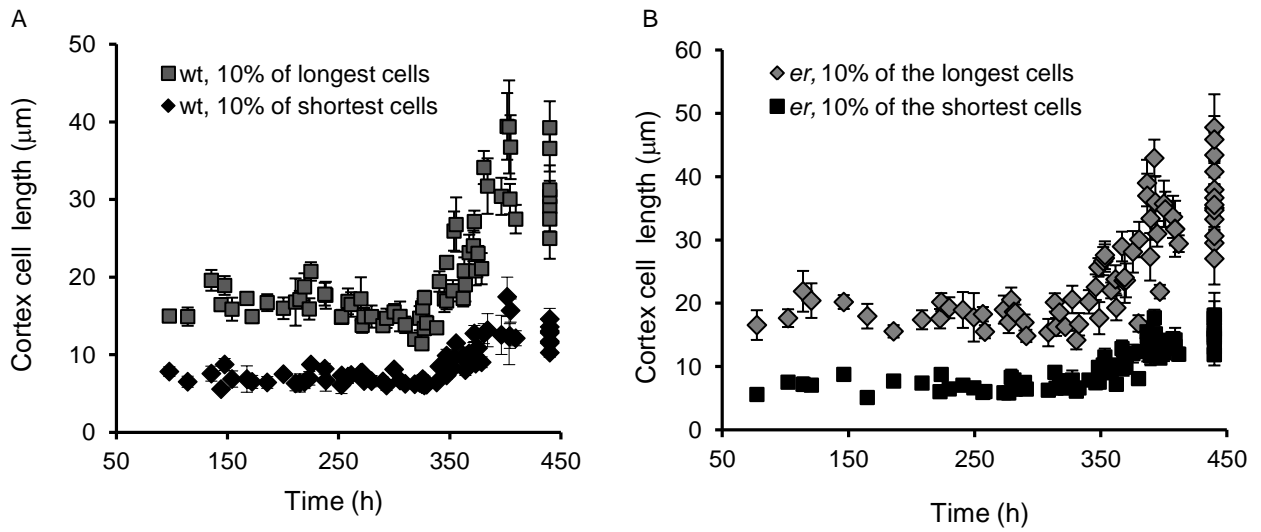 A
50
40
30
20
10
0
wt, 10% of longest cells
wt, 10% of shortest cells
Cortex cell length (μm)
50 150 250 350 450
Time (h)
B
60
50
40
30
20
10
0
er, 10% of the longest cells
er, 10% of the shortest cells
Cortex cell length (μm)
50 150 250 350 450
Time (h)